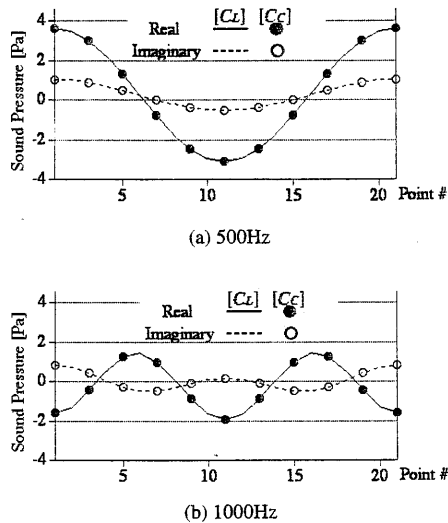 [CL] [CC]
Real
Imaginary
Sound Pressure [Pa]
4
2
0
-2
-4
5 10 15 20 Point #
(a) 500Hz
[CL] [CC]
Real
Imaginary
Sound Pressure [Pa]
4
2
0
-2
-4
5 10 15 20 Point #
(b) 1000Hz